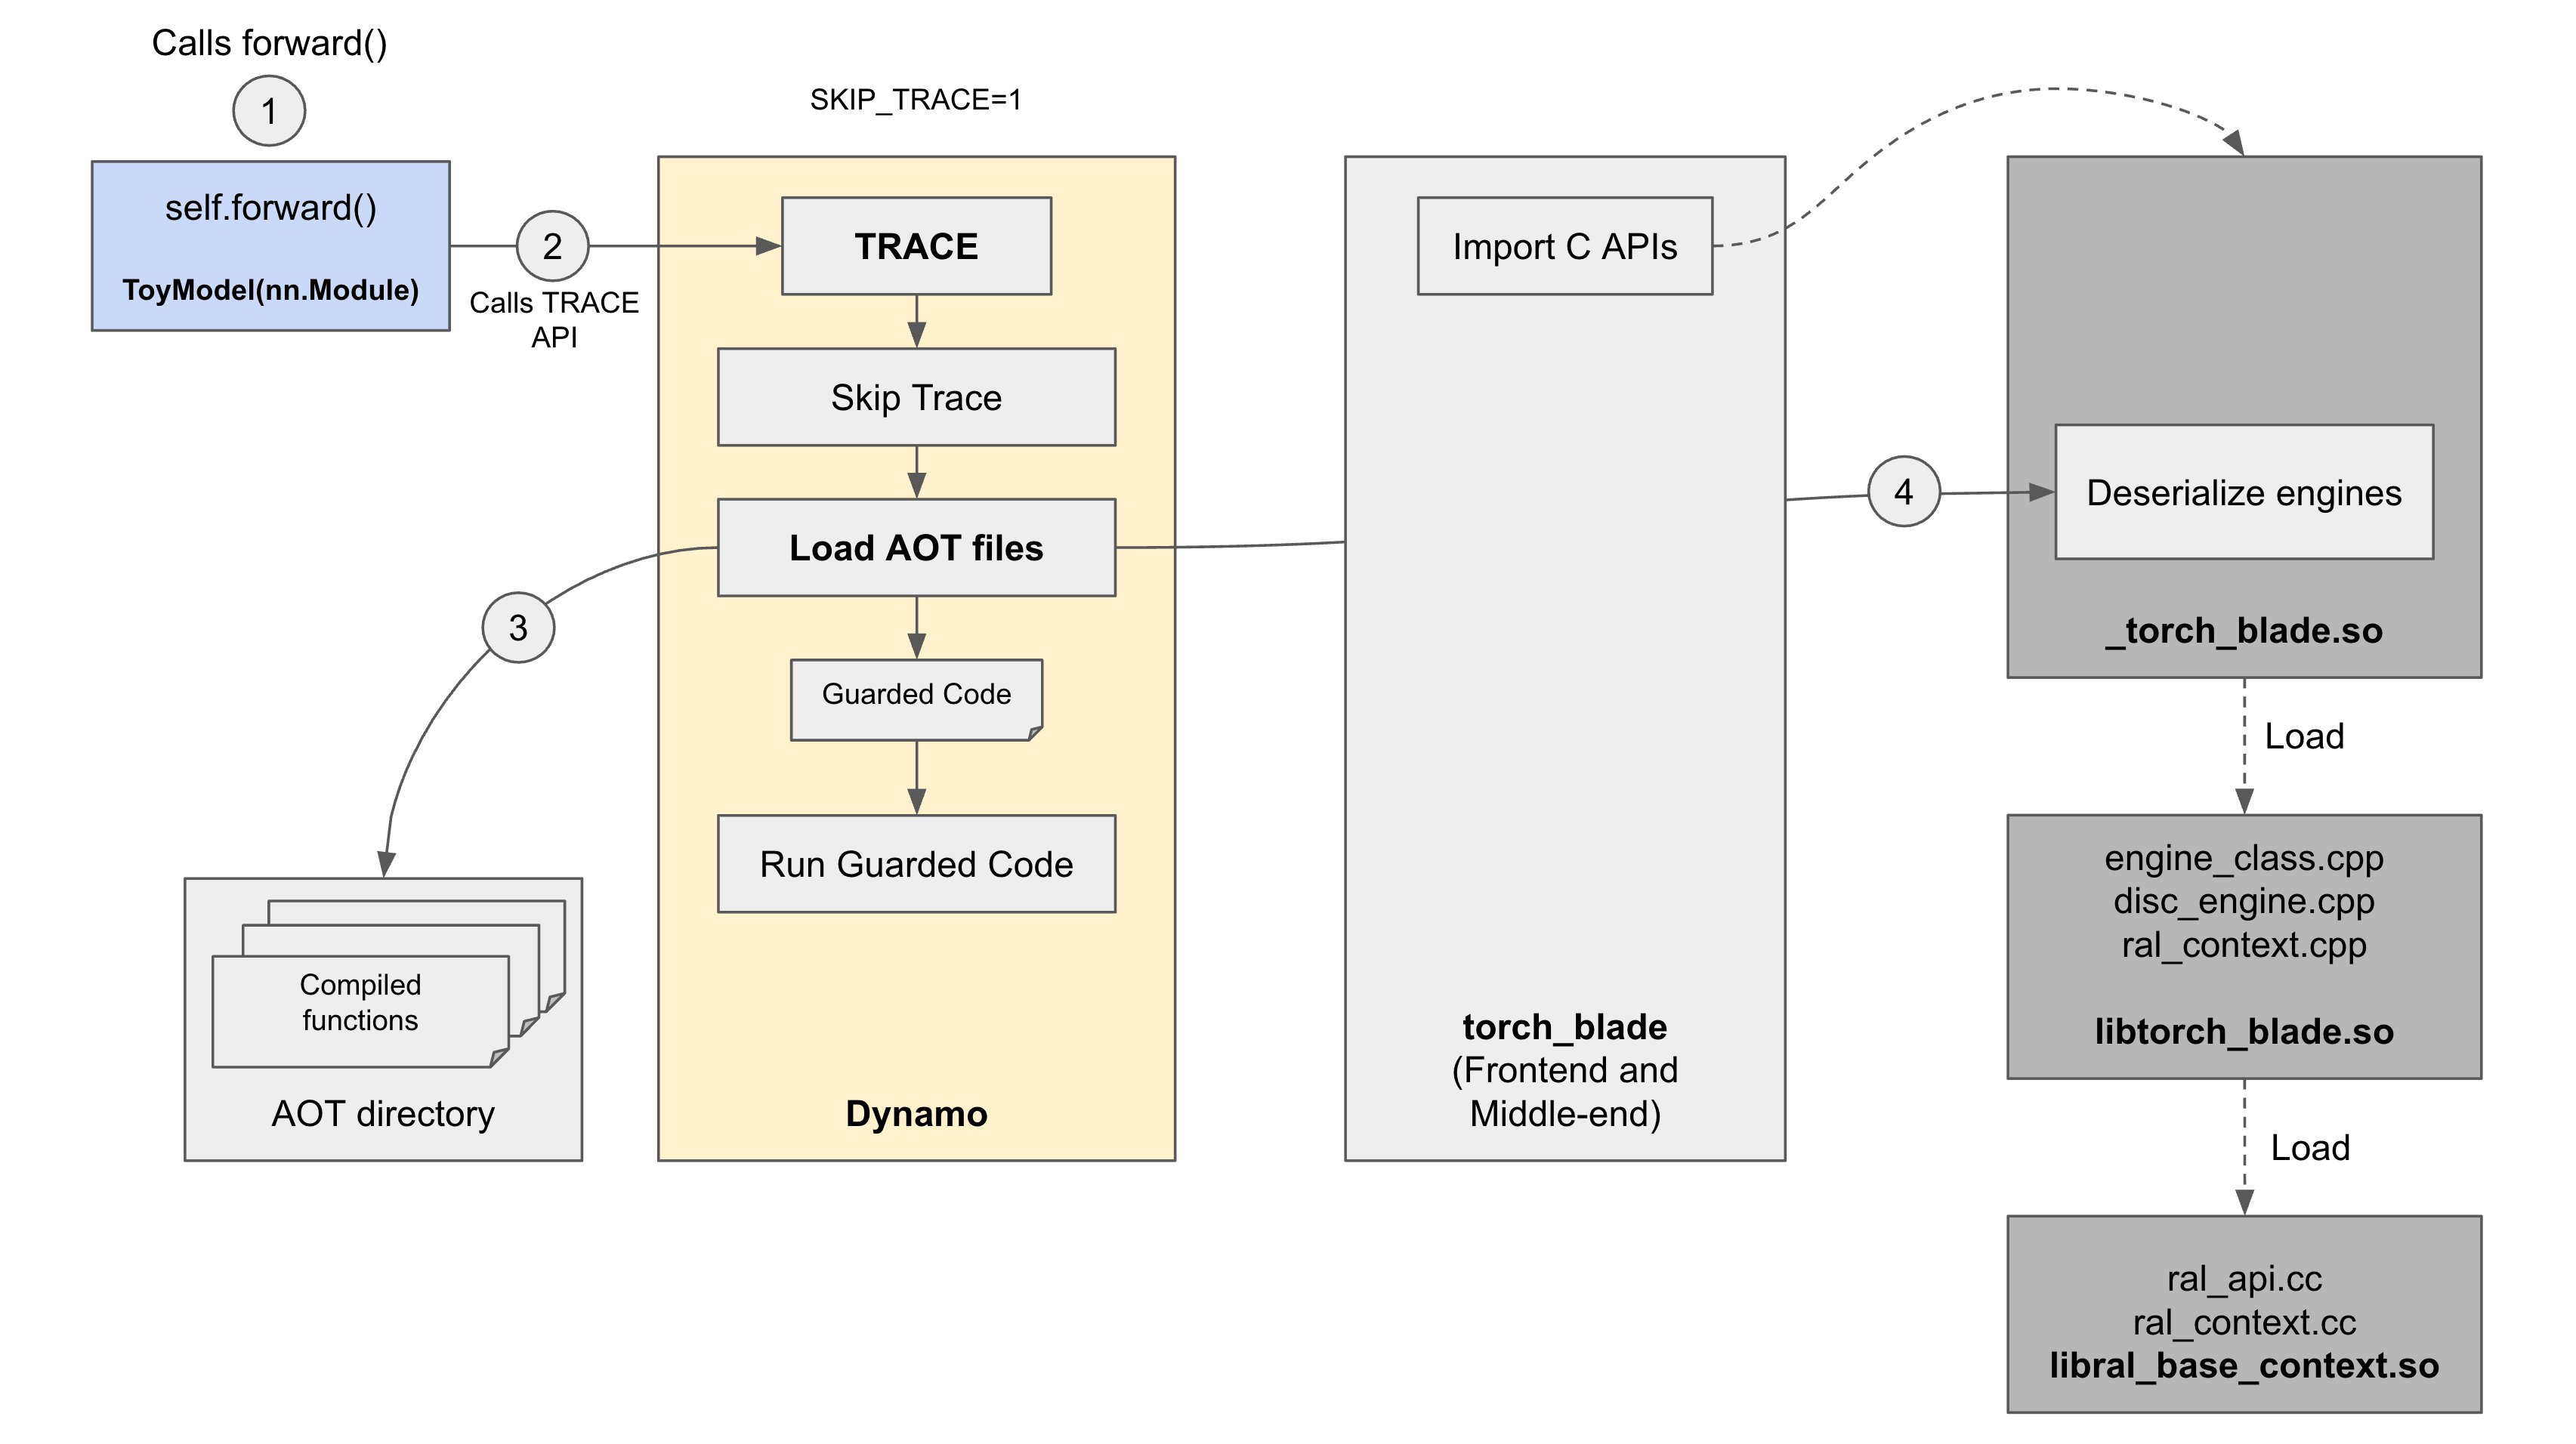 Calls forward()
1
self.forward()
ToyModel(nn.Module)
2
Calls TRACE
API
SKIP_TRACE=1
TRACE
Skip Trace
Load AOT files
Guarded Code
Run Guarded Code
Dynamo
3
Compiled
functions
AOT directory
Import C APIs
torch_blade
(Frontend and
Middle-end)
4
Deserialize engines
_torch_blade.so
Load
engine_class.cpp
disc_engine.cpp
ral_context.cpp
libtorch_blade.so
Load
ral_api.cc
ral_context.cc
libral_base_context.so